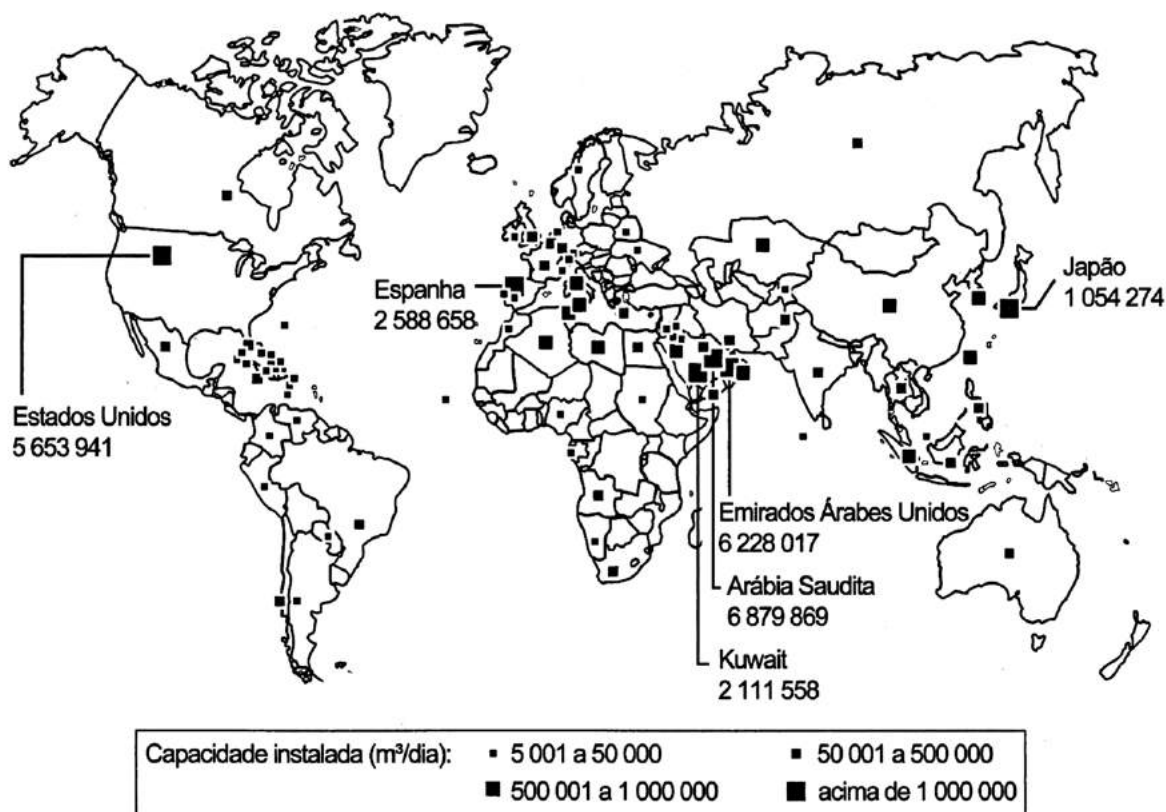 Japão
1 054 274
Espanha
2 588 658
Estados Unidos
5 653 941
Emirados Árabes Unidos
6 228 017
Arábia Saudita
6 879 869
Kuwait
2 111 558
Capacidade instalada (m³/dia):
5 001 a 50 000
50 001 a 500 000
500 001 a 1 000 000
acima de 1 000 000